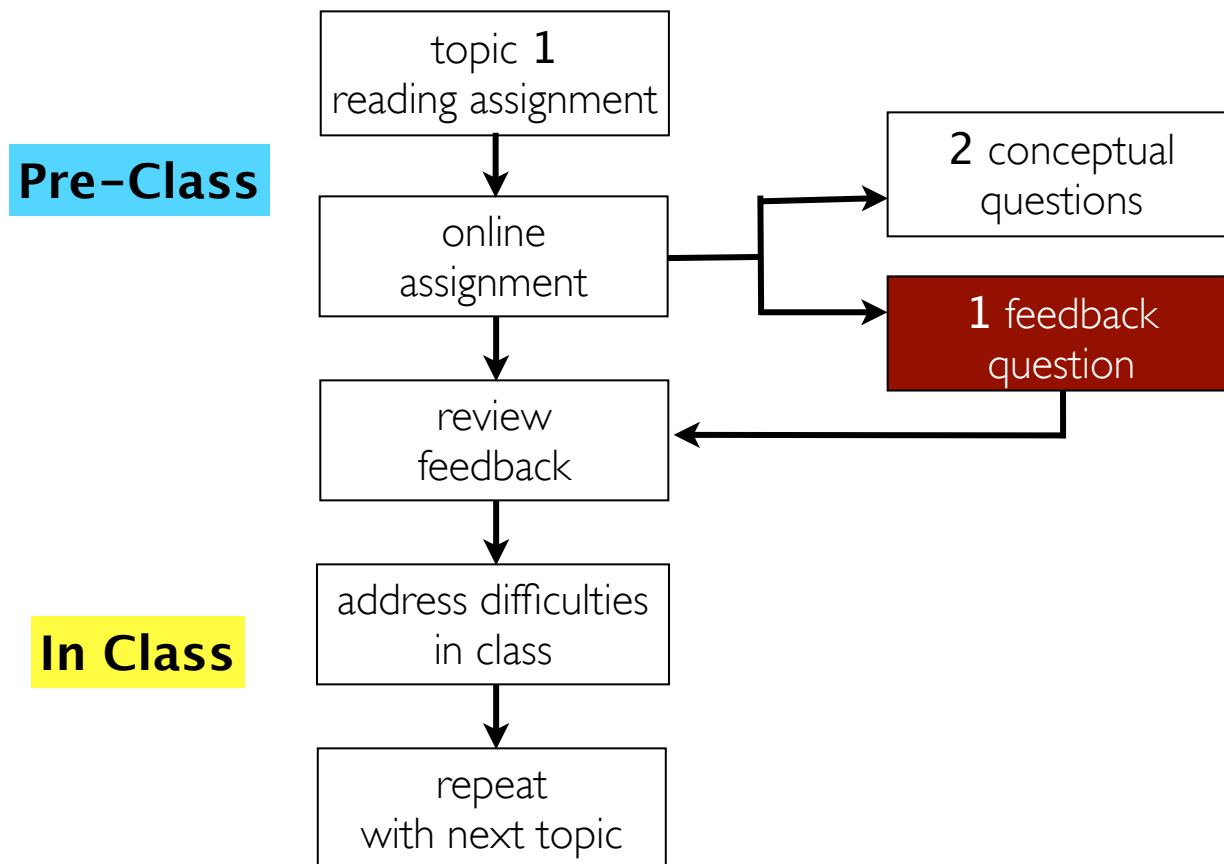 topic 1
reading assignment
Pre-Class
2 conceptual
questions
online
assignment
1 feedback
question
review
feedback
address difficulties
in class
In Class
repeat
with next topic